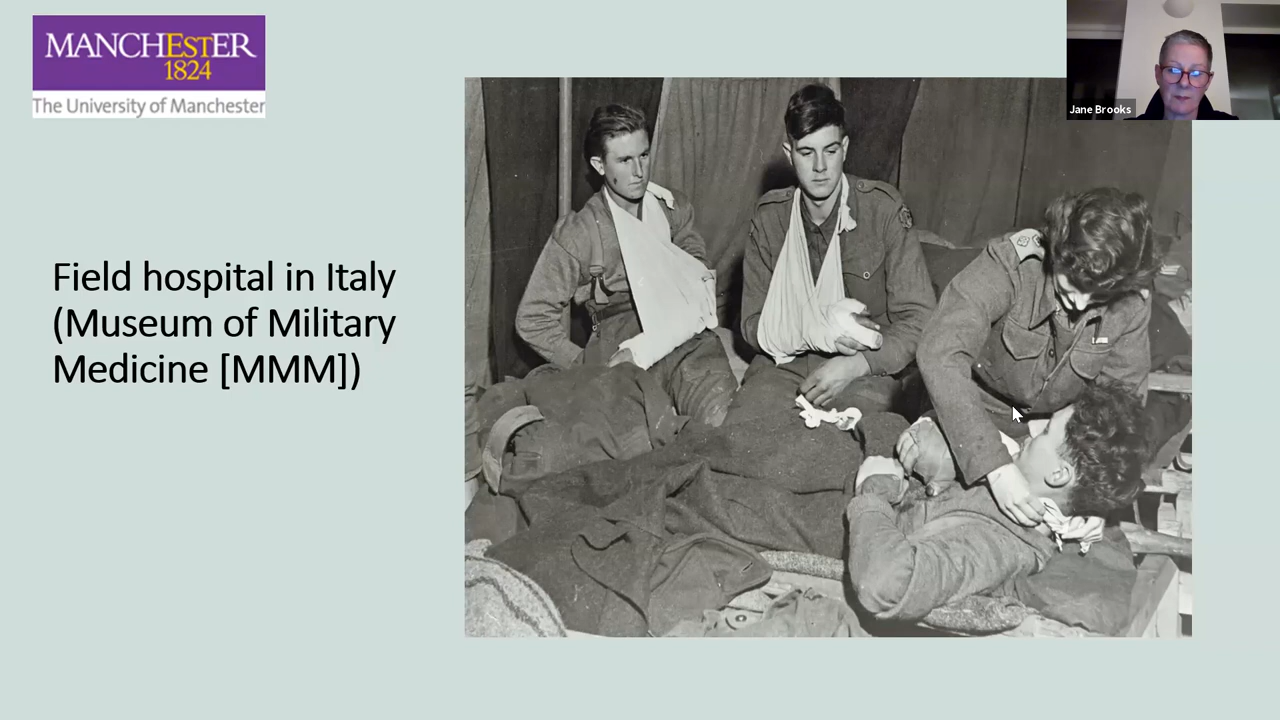 MANCHESTER
1824
The University of Manchester
Jane Brooks
Field hospital in Italy
(Museum of Military
Medicine [MMM])